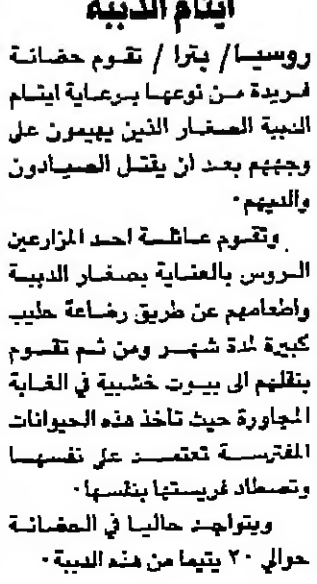 ايتام الدببة
روسيا/ بترا / تقوم حضانة
فريدة من نوعها برعاية ايتام
الدببة الصغار الذين يهيمون على
وجههم بعد ان يقتل الصيادون
والديهم٠
وتقوم عائلة احد المزارعين
الروس بالعناية بصغار الدببة
واطعامهم عن طريق رضاعة حليب
كبيرة لمدة شهر ومن ثم تقوم
بنقلهم الى بيوت خشبية في الغابة
المجاورة حيث تاخذ هذه الحيوانات
المفترسة تعتمد على نفسها
وتصطاد فريستها بنفسها٠
ويتواجد حاليا في الحضانة
حوالي ٢٠ يتيما من هذه الدببة٠